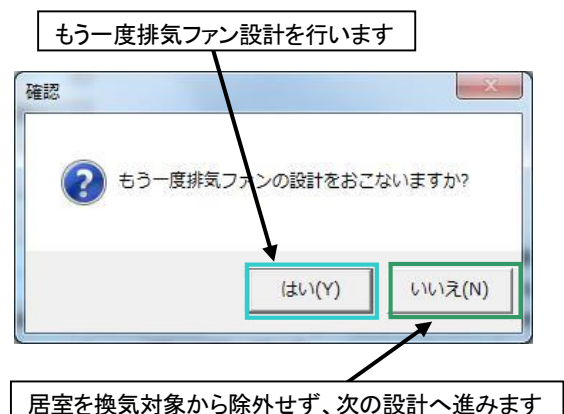 もう一度排気ファン設計を行います
確認
もう一度排気ファンの設計をおこないますか?
はい(Y)
いいえ(N)
居室を換気対象から除外せず、次の設計へ進みます